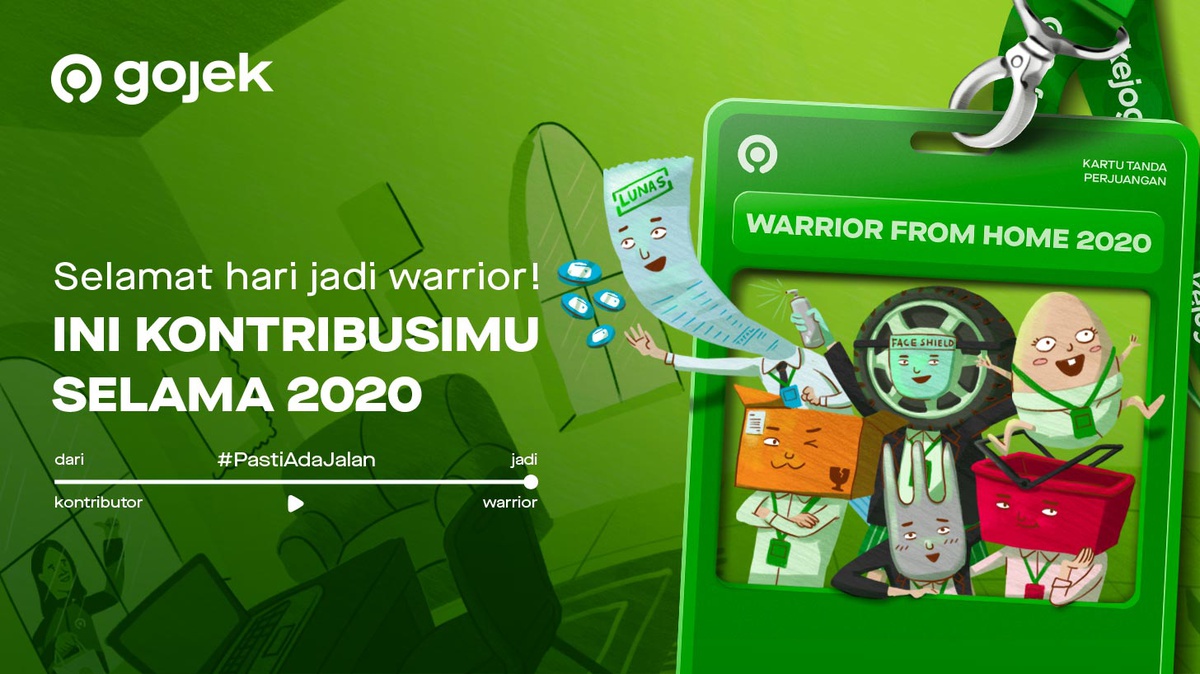 gojek
Selamat hari jadi warrior!
INI KONTRIBUSIMU
SELAMA 2020
dari #PastiAdaJalan jadi
kontributor warrior
KARTU TANDA
PERJUANGAN
WARRIOR FROM HOME 2020
LUNAS
FACE SHIELD